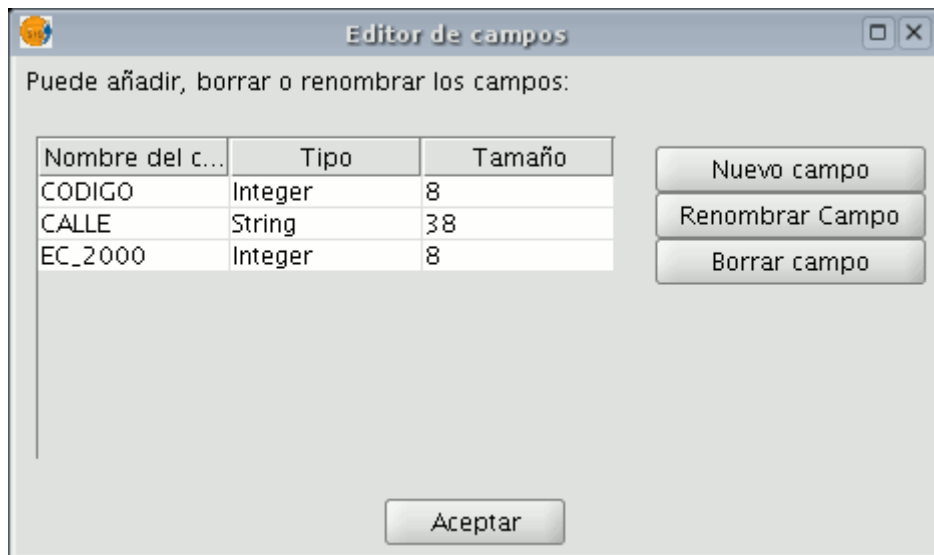 Editor de campos
Puede añadir, borrar o renombrar los campos:
Nombre del c... Tipo Tamaño
CODIGO Integer 8
CALLE String 38
EC_2000 Integer 8
Nuevo campo
Renombrar Campo
Borrar campo
Aceptar